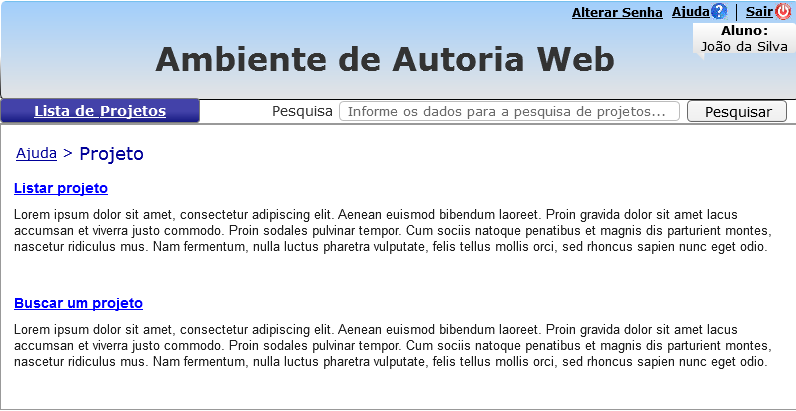 Alterar Senha Ajuda Sair
Aluno:
João da Silva
Ambiente de Autoria Web
Lista de Projetos Pesquisa Informe os dados para a pesquisa de projetos... Pesquisar
Ajuda > Projeto
Listar projeto
Lorem ipsum dolor sit amet, consectetur adipiscing elit. Aenean euismod bibendum laoreet. Proin gravida dolor sit amet lacus
accumsan et viverra justo commodo. Proin sodales pulvinar tempor. Cum sociis natoque penatibus et magnis dis parturient montes,
nascetur ridiculus mus. Nam fermentum, nulla luctus pharetra vulputate, felis tellus mollis orci, sed rhoncus sapien nunc eget odio.
Buscar um projeto
Lorem ipsum dolor sit amet, consectetur adipiscing elit. Aenean euismod bibendum laoreet. Proin gravida dolor sit amet lacus
accumsan et viverra justo commodo. Proin sodales pulvinar tempor. Cum sociis natoque penatibus et magnis dis parturient montes,
nascetur ridiculus mus. Nam fermentum, nulla luctus pharetra vulputate, felis tellus mollis orci, sed rhoncus sapien nunc eget odio.